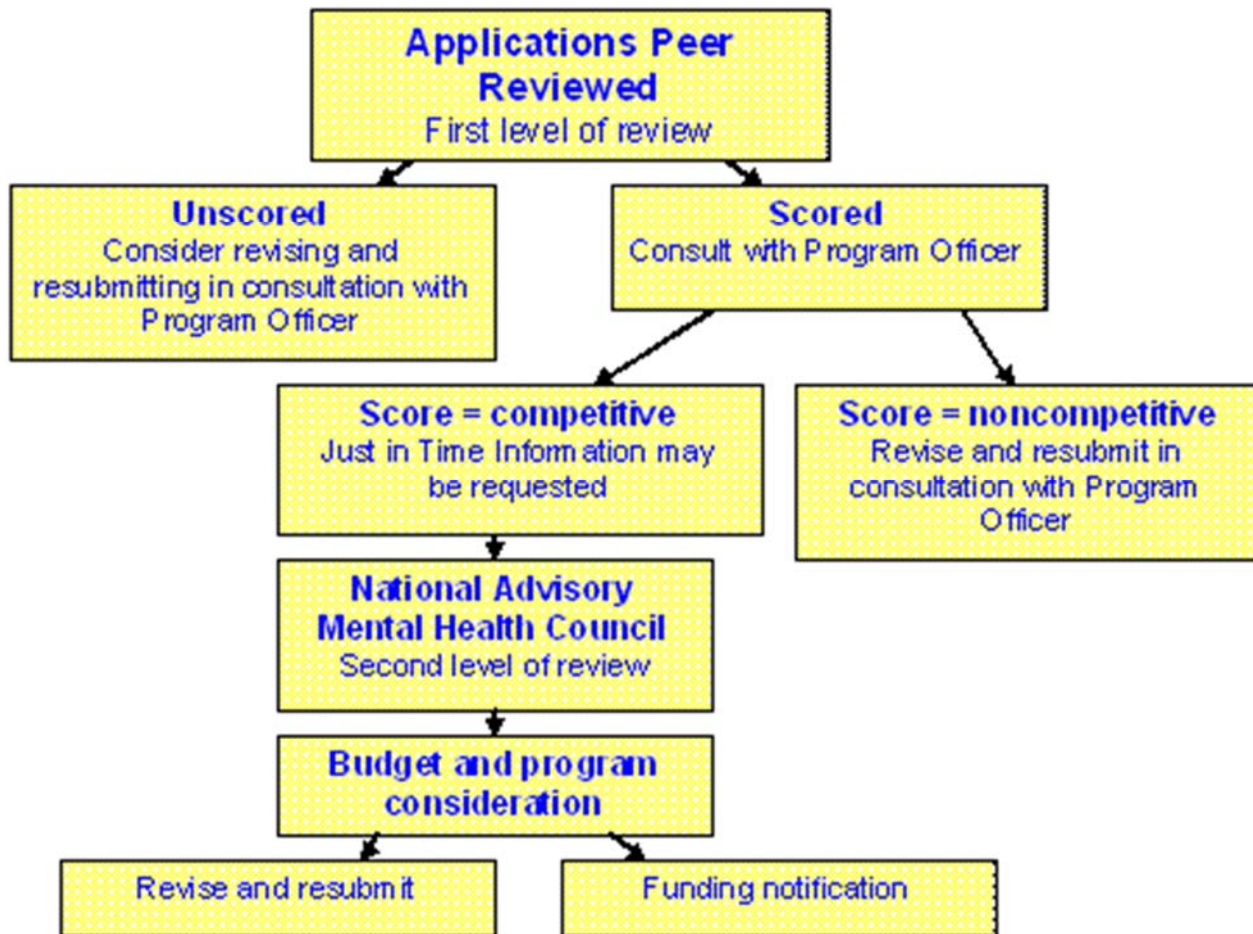 Applications Peer
Reviewed
First level of review
Unscored
Consider revising and
resubmitting in consultation with
Program Officer
Scored
Consult with Program Officer
Score = competitive
Just in Time Information may
be requested
Score = noncompetitive
Revise and resubmit in
consultation with Program
Officer
National Advisory
Mental Health Council
Second level of review
Budget and program
consideration
Revise and resubmit
Funding notification